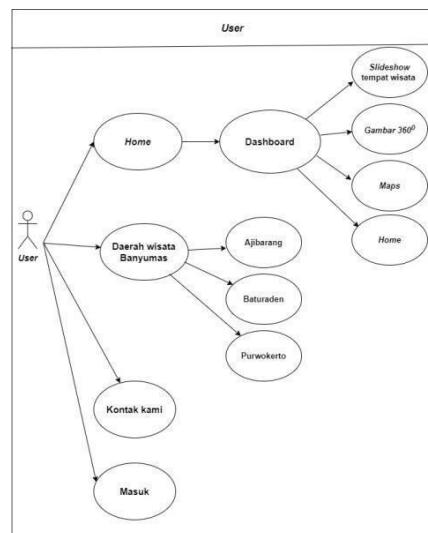 User
Slideshow
tempat wisata
Home
Dashboard
Gambar 360⁰
Maps
Home
User
Daerah wisata
Banyumas
Ajibarang
Baturaden
Purwokerto
Kontak kami
Masuk